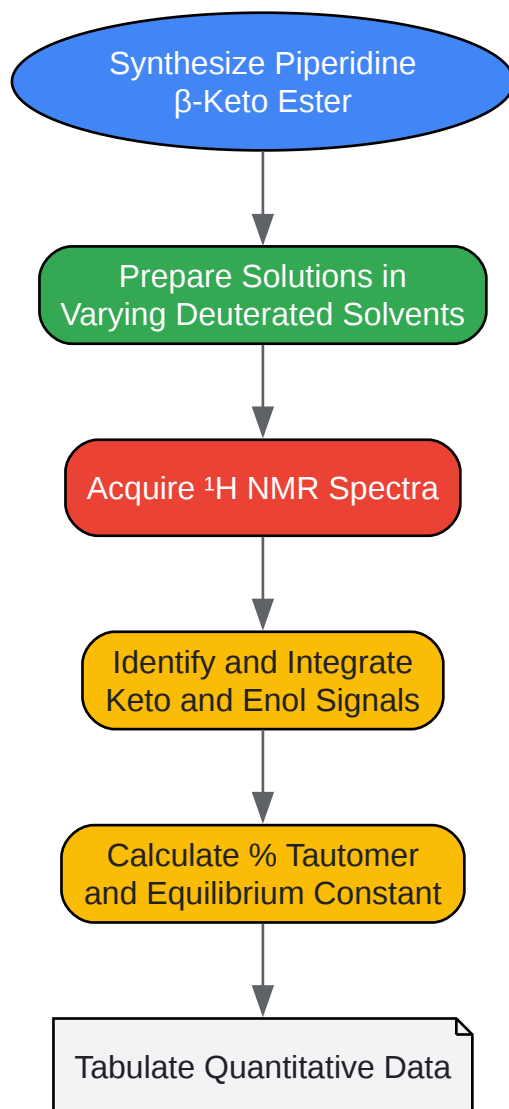 Synthesize Piperidine
β-Keto Ester
Prepare Solutions in
Varying Deuterated Solvents
Acquire ¹H NMR Spectra
Identify and Integrate
Keto and Enol Signals
Calculate % Tautomer
and Equilibrium Constant
Tabulate Quantitative Data